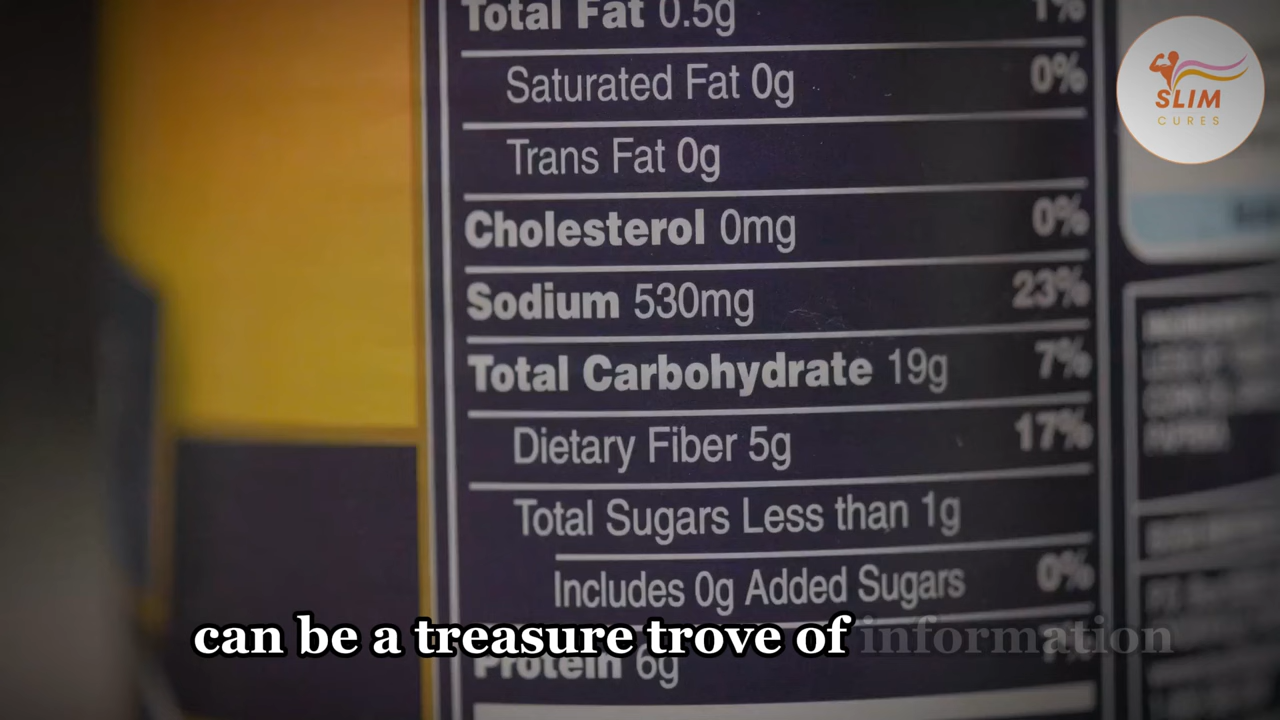 Total Fat 0.5g 1%
Saturated Fat 0g 0%
Trans Fat 0g
Cholesterol 0mg 0%
Sodium 530mg 23%
Total Carbohydrate 19g 7%
Dietary Fiber 5g 17%
Total Sugars Less than 1g
Includes 0g Added Sugars 0%
Protein 6g
can be a treasure trove of information
SLIM
CURES